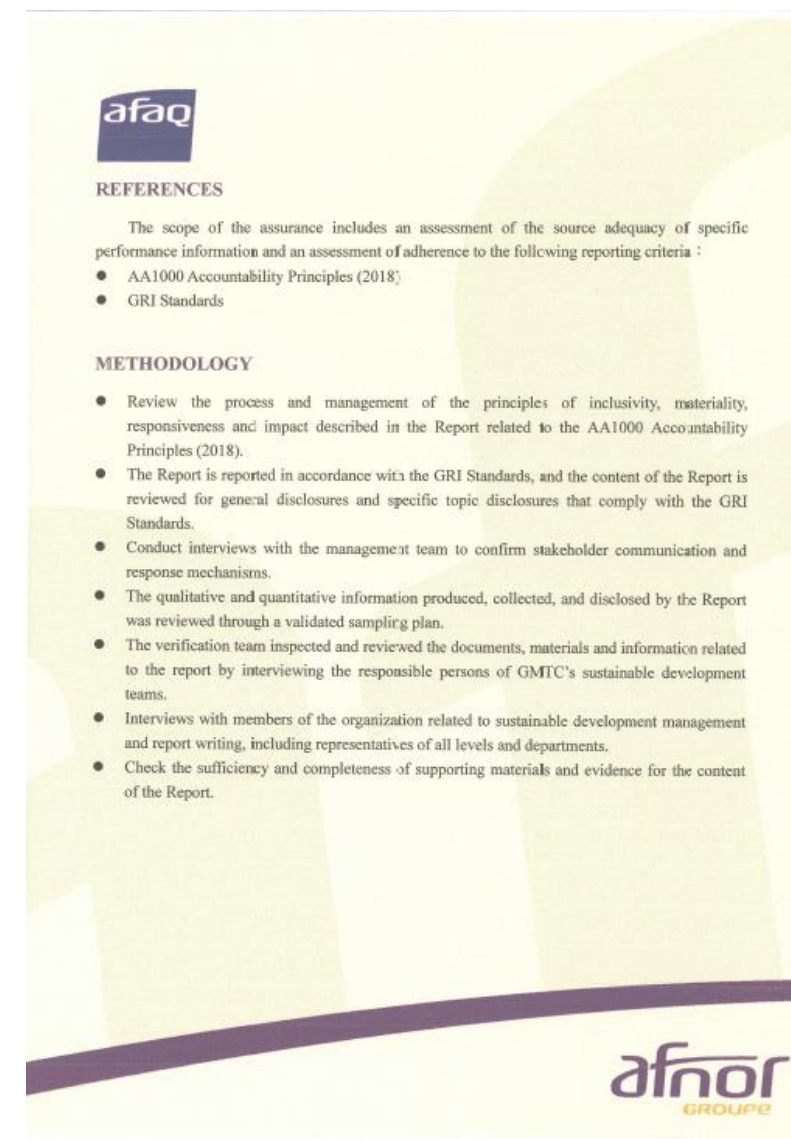 afaq
REFERENCES
The scope of the assurance includes an assessment of the source adequacy of specific
performance information and an assessment of adherence to the following reporting criteria：
● AA1000 Accountability Principles (2018)
● GRI Standards
METHODOLOGY
● Review the process and management of the principles of inclusivity, materiality,
responsiveness and impact described in the Report related to the AA1000 Accountability
Principles (2018).
● The Report is reported in accordance with the GRI Standards, and the content of the Report is
reviewed for general disclosures and specific topic disclosures that comply with the GRI
Standards.
● Conduct interviews with the management team to confirm stakeholder communication and
response mechanisms.
● The qualitative and quantitative information produced, collected, and disclosed by the Report
was reviewed through a validated sampling plan.
● The verification team inspected and reviewed the documents, materials and information related
to the report by interviewing the responsible persons of GMTC's sustainable development
teams.
● Interviews with members of the organization related to sustainable development management
and report writing, including representatives of all levels and departments.
● Check the sufficiency and completeness of supporting materials and evidence for the content
of the Report.
afnor
GROUPE